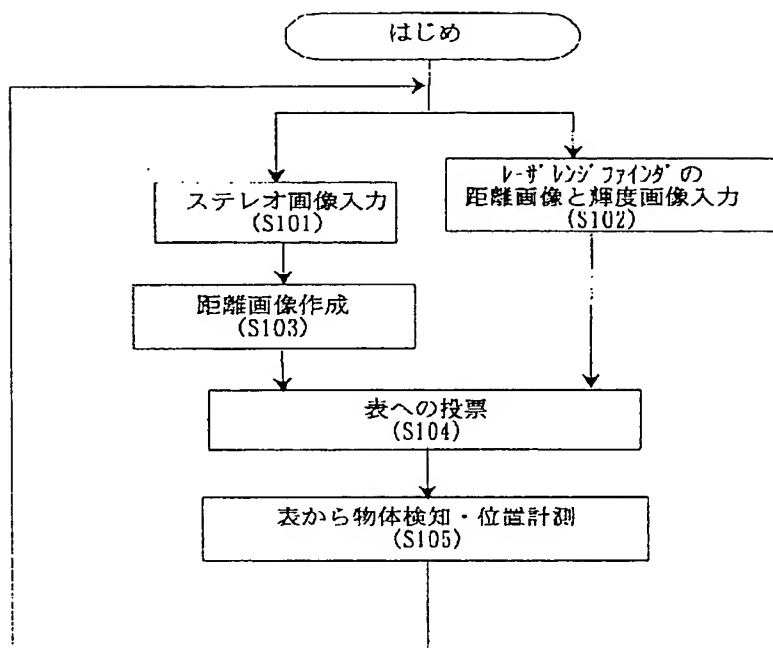 はじめ
ステレオ画像入力
(S101)
ﾚｰｻﾞﾚﾝｼﾞﾌｧｲﾝﾀﾞの
距離画像と輝度画像入力
(S102)
距離画像作成
(S103)
表への投票
(S104)
表から物体検知・位置計測
(S105)